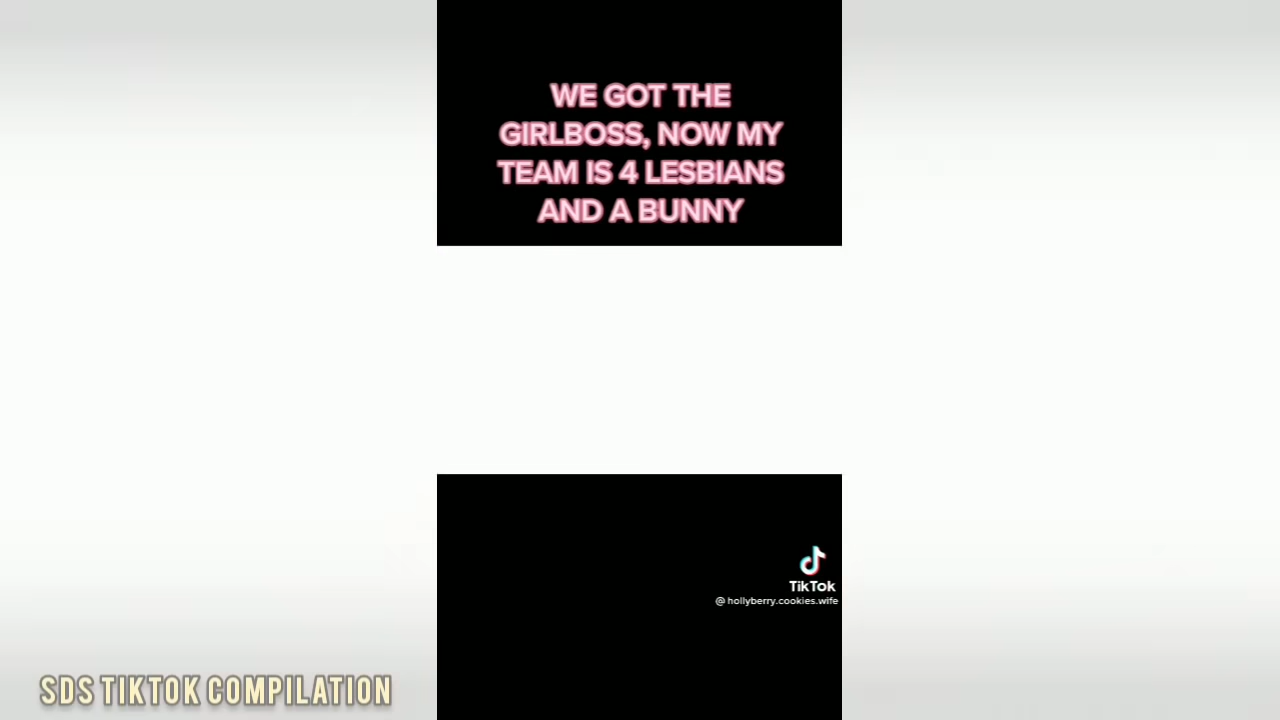 WE GOT THE
GIRLBOSS, NOW MY
TEAM IS 4 LESBIANS
AND A BUNNY
TikTok
@ hollyberry.cookies.wife
SDS TIKTOK COMPILATION